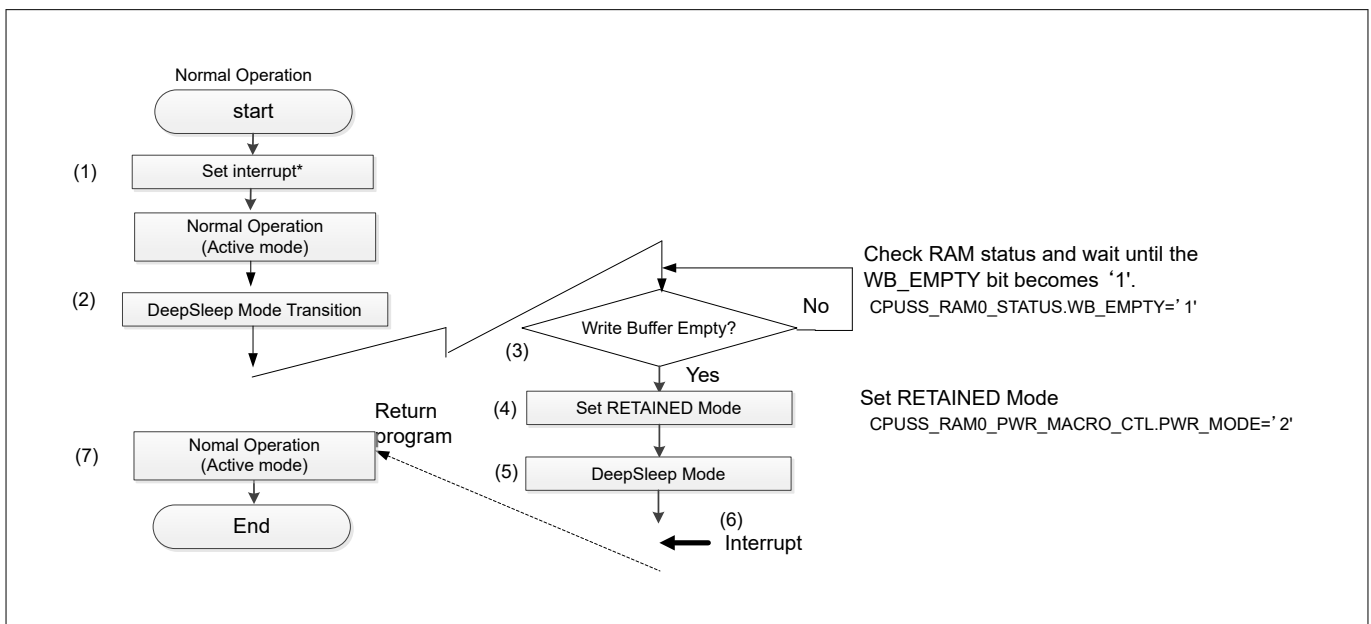 Normal Operation
start
(1)
Set interrupt*
Normal Operation
(Active mode)
(2)
DeepSleep Mode Transition
Check RAM status and wait until the
WB_EMPTY bit becomes ‘1'.
CPUSS_RAM0_STATUS.WB_EMPTY=’1'
No
Write Buffer Empty?
(3)
Yes
(4)
Set RETAINED Mode
Set RETAINED Mode
CPUSS_RAM0_PWR_MACRO_CTL.PWR_MODE=’2'
(5)
DeepSleep Mode
(6)
Interrupt
Return
program
(7)
Nomal Operation
(Active mode)
End